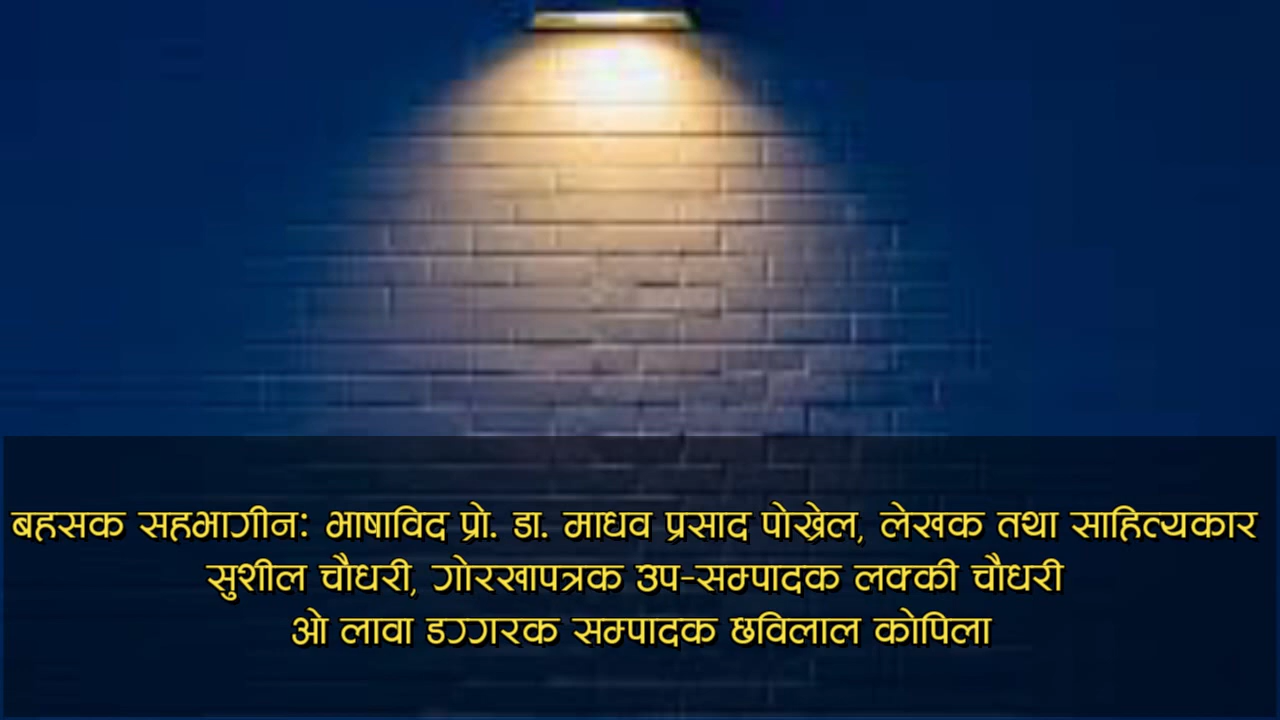 बहसक सहभागीन: भाषाविद प्रो. डा. माधव प्रसाद पोख्रेल, लेखक तथा साहित्यकार
सुशील चौधरी, गोरखापत्रक उप-सम्पादक लक्की चौधरी
ओ लावा डग्गरक सम्पादक छविलाल कोपिला